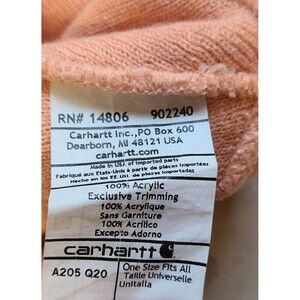 RN# 14806 902240
Carhartt Inc.,PO Box 600
Dearborn, MI 48121 USA
carhartt.com
Made in U.S. of imported parts
Fabriqué aux États-Unis à partir de pièces importées
Hecho en los EE.UU. de piezas importadas
100% Acrylic
Exclusive Trimming
100% Acrylique
Sans Garniture
100% Acrílico
Excepto Adorno
carhartt
A205 Q20
One Size Fits All
Taille Universelle
Unitalla